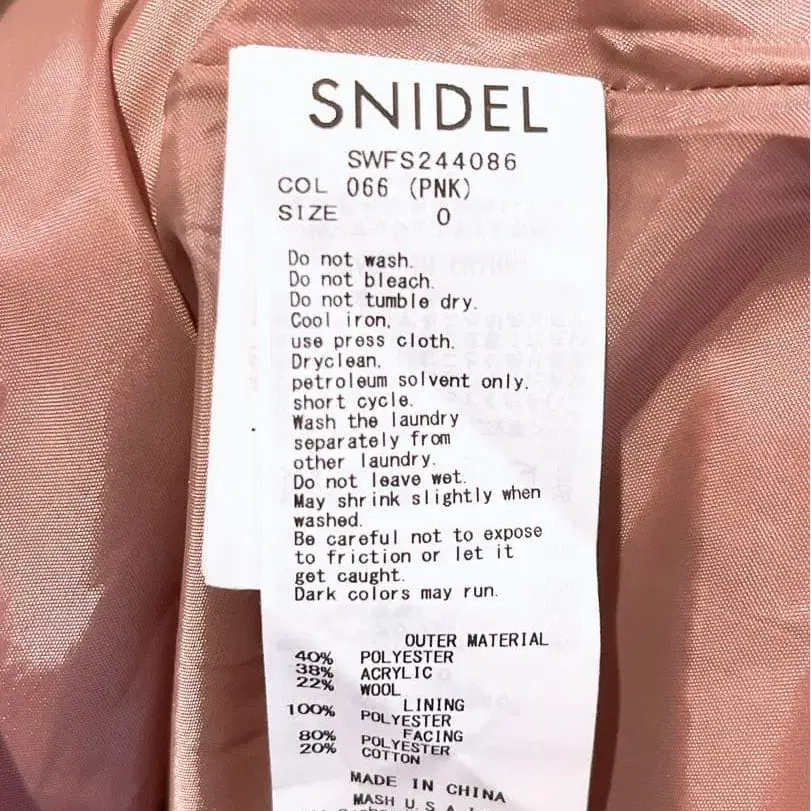 SNIDEL
SWFS244086
COL 066 (PNK)
SIZE 0
Do not wash.
Do not bleach.
Do not tumble dry.
Cool iron,
use press cloth.
Dryclean,
petroleum solvent only,
short cycle.
Wash the laundry
separately from
other laundry.
Do not leave wet.
May shrink slightly when
washed.
Be careful not to expose
to friction or let it
get caught.
Dark colors may run.
OUTER MATERIAL
40% POLYESTER
38% ACRYLIC
22% WOOL
LINING
100% POLYESTER
FACING
80% POLYESTER
20% COTTON
MADE IN CHINA
MASH U.S.A